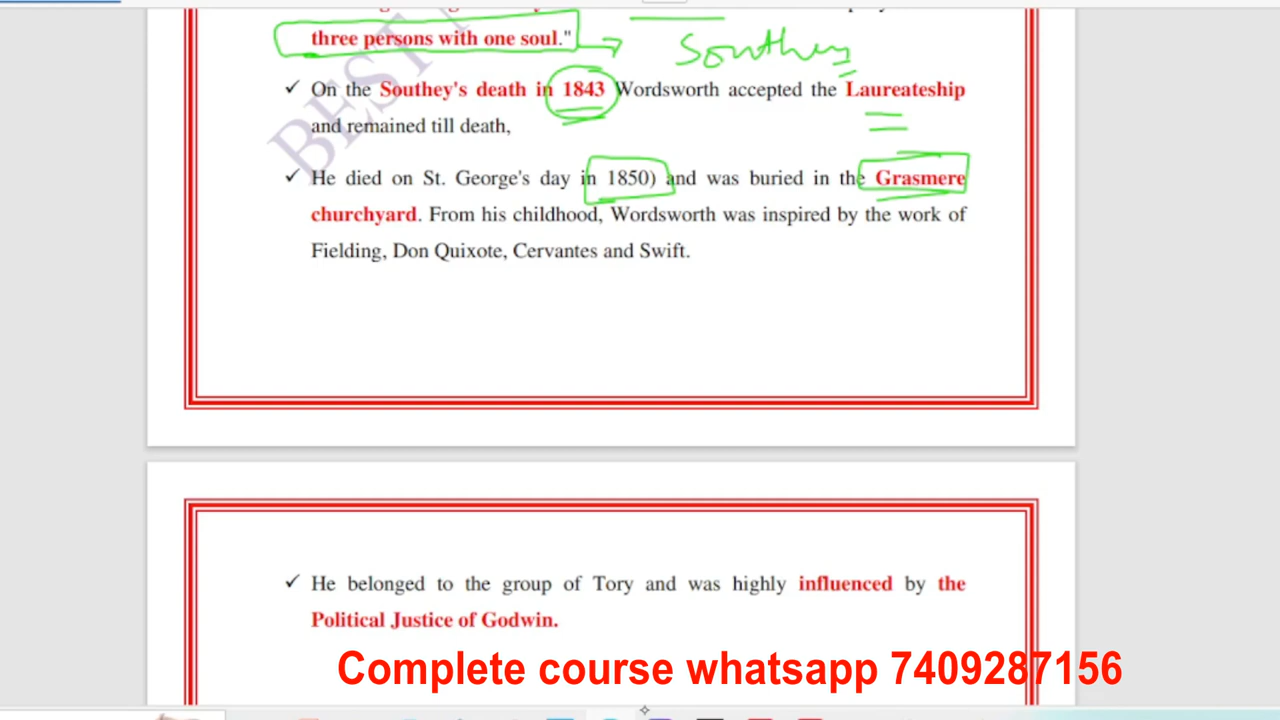 three persons with one soul."
Southey
On the Southey's death in 1843 Wordsworth accepted the Laureateship
and remained till death,
He died on St. George's day in 1850) and was buried in the Grasmere
churchyard. From his childhood, Wordsworth was inspired by the work of
Fielding, Don Quixote, Cervantes and Swift.
BEST
He belonged to the group of Tory and was highly influenced by the
Political Justice of Godwin.
Complete course whatsapp 7409287156